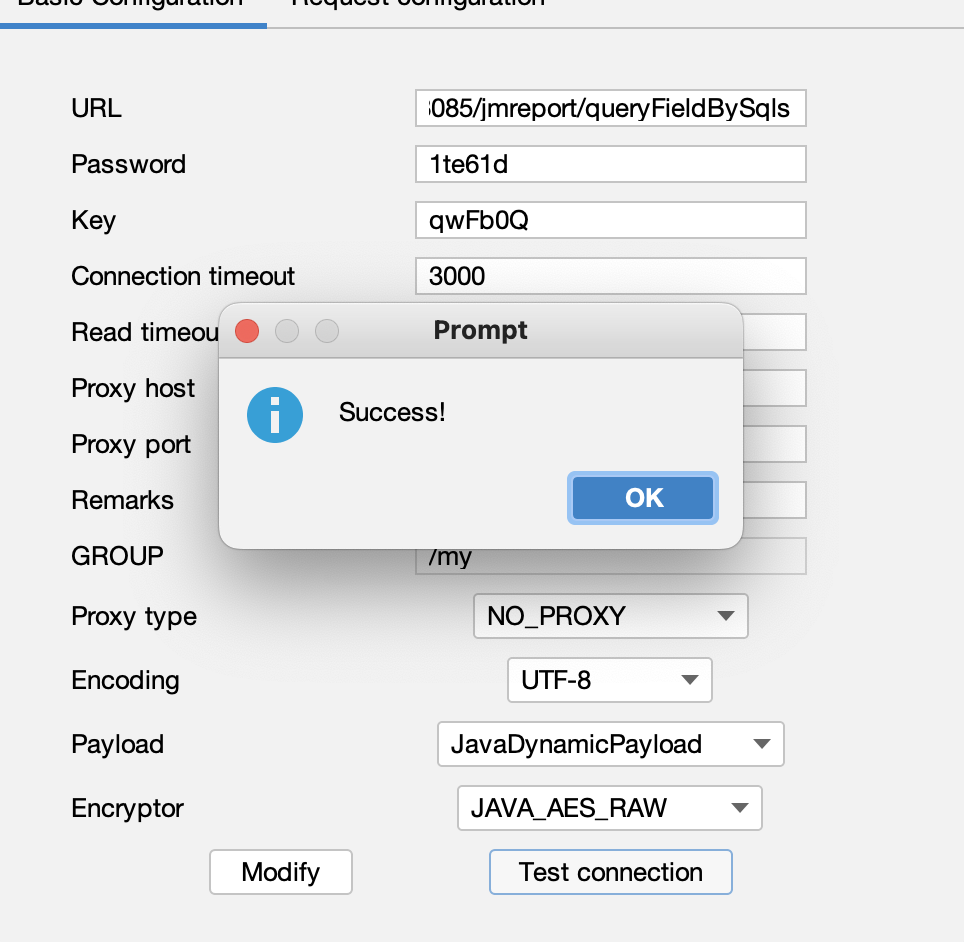 Basic Configuration Request configuration
URL :085/jmreport/queryFieldBySqls
Password 1te61d
Key qwFb0Q
Connection timeout 3000
Read timeou
Prompt
Proxy host
Success!
Proxy port
Remarks
OK
GROUP /my
Proxy type NO_PROXY
Encoding UTF-8
Payload JavaDynamicPayload
Encryptor JAVA_AES_RAW
Modify Test connection